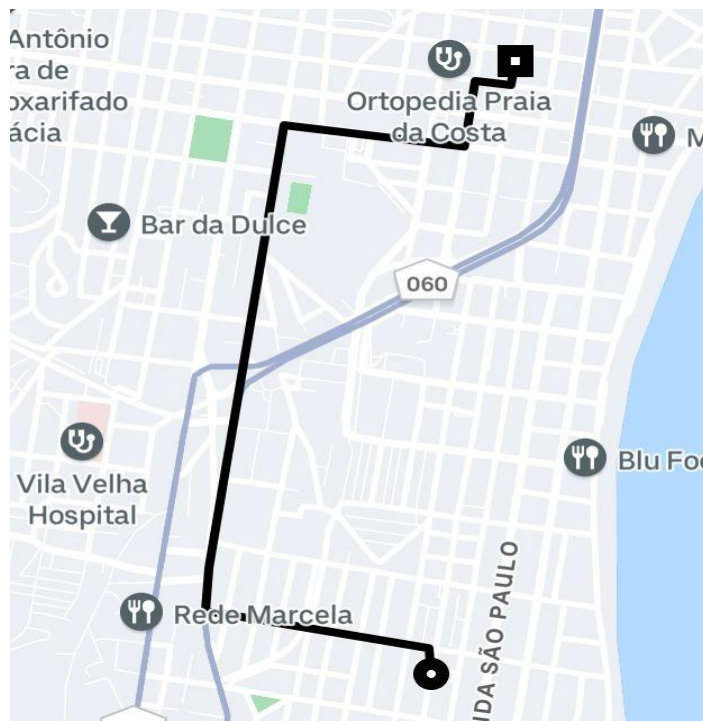 Antônio
ra de
oxarifado
ácia
Ortopedia Praia
da Costa
M
Bar da Dulce
060
Vila Velha
Hospital
Blu Foo
Rede Marcela
IDA SÃO PAULO